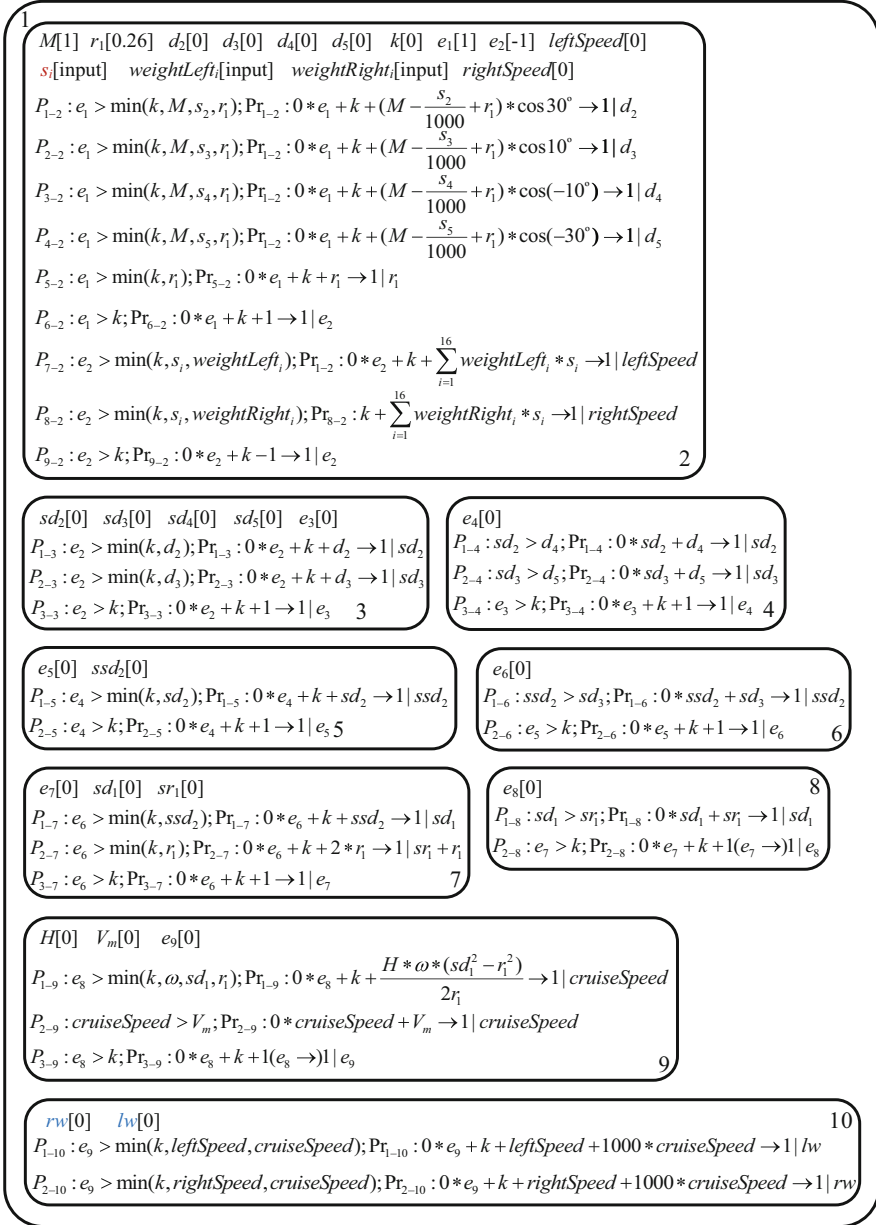 1
M[1] r₁[0.26] d₂[0] d₃[0] d₄[0] d₅[0] k[0] e₁[1] e₂[-1] leftSpeed[0]
sᵢ[input] weightLeftᵢ[input] weightRightᵢ[input] rightSpeed[0]
P₁₋₂ : e₁ > min(k, M, s₂, r₁); Pr₁₋₂ : 0*e₁ + k + (M − s₂/1000 + r₁)*cos30° → 1| d₂
P₂₋₂ : e₁ > min(k, M, s₃, r₁); Pr₁₋₂ : 0*e₁ + k + (M − s₃/1000 + r₁)*cos10° → 1| d₃
P₃₋₂ : e₁ > min(k, M, s₄, r₁); Pr₁₋₂ : 0*e₁ + k + (M − s₄/1000 + r₁)*cos(−10°) → 1| d₄
P₄₋₂ : e₁ > min(k, M, s₅, r₁); Pr₁₋₂ : 0*e₁ + k + (M − s₅/1000 + r₁)*cos(−30°) → 1| d₅
P₅₋₂ : e₁ > min(k, r₁); Pr₅₋₂ : 0*e₁ + k + r₁ → 1| r₁
P₆₋₂ : e₁ > k; Pr₆₋₂ : 0*e₁ + k + 1 → 1| e₂
P₇₋₂ : e₂ > min(k, sᵢ, weightLeftᵢ); Pr₁₋₂ : 0*e₂ + k + ∑_{i=1}^{16} weightLeftᵢ * sᵢ → 1| leftSpeed
P₈₋₂ : e₂ > min(k, sᵢ, weightRightᵢ); Pr₈₋₂ : k + ∑_{i=1}^{16} weightRightᵢ * sᵢ → 1| rightSpeed
P₉₋₂ : e₂ > k; Pr₉₋₂ : 0*e₂ + k − 1 → 1| e₂ 2
sd₂[0] sd₃[0] sd₄[0] sd₅[0] e₃[0]
P₁₋₃ : e₂ > min(k, d₂); Pr₁₋₃ : 0*e₂ + k + d₂ → 1| sd₂
P₂₋₃ : e₂ > min(k, d₃); Pr₂₋₃ : 0*e₂ + k + d₃ → 1| sd₃
P₃₋₃ : e₂ > k; Pr₃₋₃ : 0*e₂ + k + 1 → 1| e₃ 3
e₄[0]
P₁₋₄ : sd₂ > d₄; Pr₁₋₄ : 0*sd₂ + d₄ → 1| sd₂
P₂₋₄ : sd₃ > d₅; Pr₂₋₄ : 0*sd₃ + d₅ → 1| sd₃
P₃₋₄ : e₃ > k; Pr₃₋₄ : 0*e₃ + k + 1 → 1| e₄ 4
e₅[0] ssd₂[0]
P₁₋₅ : e₄ > min(k, sd₂); Pr₁₋₅ : 0*e₄ + k + sd₂ → 1| ssd₂
P₂₋₅ : e₄ > k; Pr₂₋₅ : 0*e₄ + k + 1 → 1| e₅ 5
e₆[0]
P₁₋₆ : ssd₂ > sd₃; Pr₁₋₆ : 0*ssd₂ + sd₃ → 1| ssd₂
P₂₋₆ : e₅ > k; Pr₂₋₆ : 0*e₅ + k + 1 → 1| e₆ 6
e₇[0] sd₁[0] sr₁[0]
P₁₋₇ : e₆ > min(k, ssd₂); Pr₁₋₇ : 0*e₆ + k + ssd₂ → 1| sd₁
P₂₋₇ : e₆ > min(k, r₁); Pr₂₋₇ : 0*e₆ + k + 2*r₁ → 1| sr₁ + r₁
P₃₋₇ : e₆ > k; Pr₃₋₇ : 0*e₆ + k + 1 → 1| e₇ 7
e₈[0] 8
P₁₋₈ : sd₁ > sr₁; Pr₁₋₈ : 0*sd₁ + sr₁ → 1| sd₁
P₂₋₈ : e₇ > k; Pr₂₋₈ : 0*e₇ + k + 1(e₇ →)1| e₈
H[0] Vₘ[0] e₉[0]
P₁₋₉ : e₈ > min(k, ω, sd₁, r₁); Pr₁₋₉ : 0*e₈ + k + H*ω*(sd₁² − r₁²)/2r₁ → 1| cruiseSpeed
P₂₋₉ : cruiseSpeed > Vₘ; Pr₂₋₉ : 0*cruiseSpeed + Vₘ → 1| cruiseSpeed
P₃₋₉ : e₈ > k; Pr₃₋₉ : 0*e₈ + k + 1(e₈ →)1| e₉ 9
rw[0] lw[0] 10
P₁₋₁₀ : e₉ > min(k, leftSpeed, cruiseSpeed); Pr₁₋₁₀ : 0*e₉ + k + leftSpeed + 1000*cruiseSpeed → 1| lw
P₂₋₁₀ : e₉ > min(k, rightSpeed, cruiseSpeed); Pr₂₋₁₀ : 0*e₉ + k + rightSpeed + 1000*cruiseSpeed → 1| rw